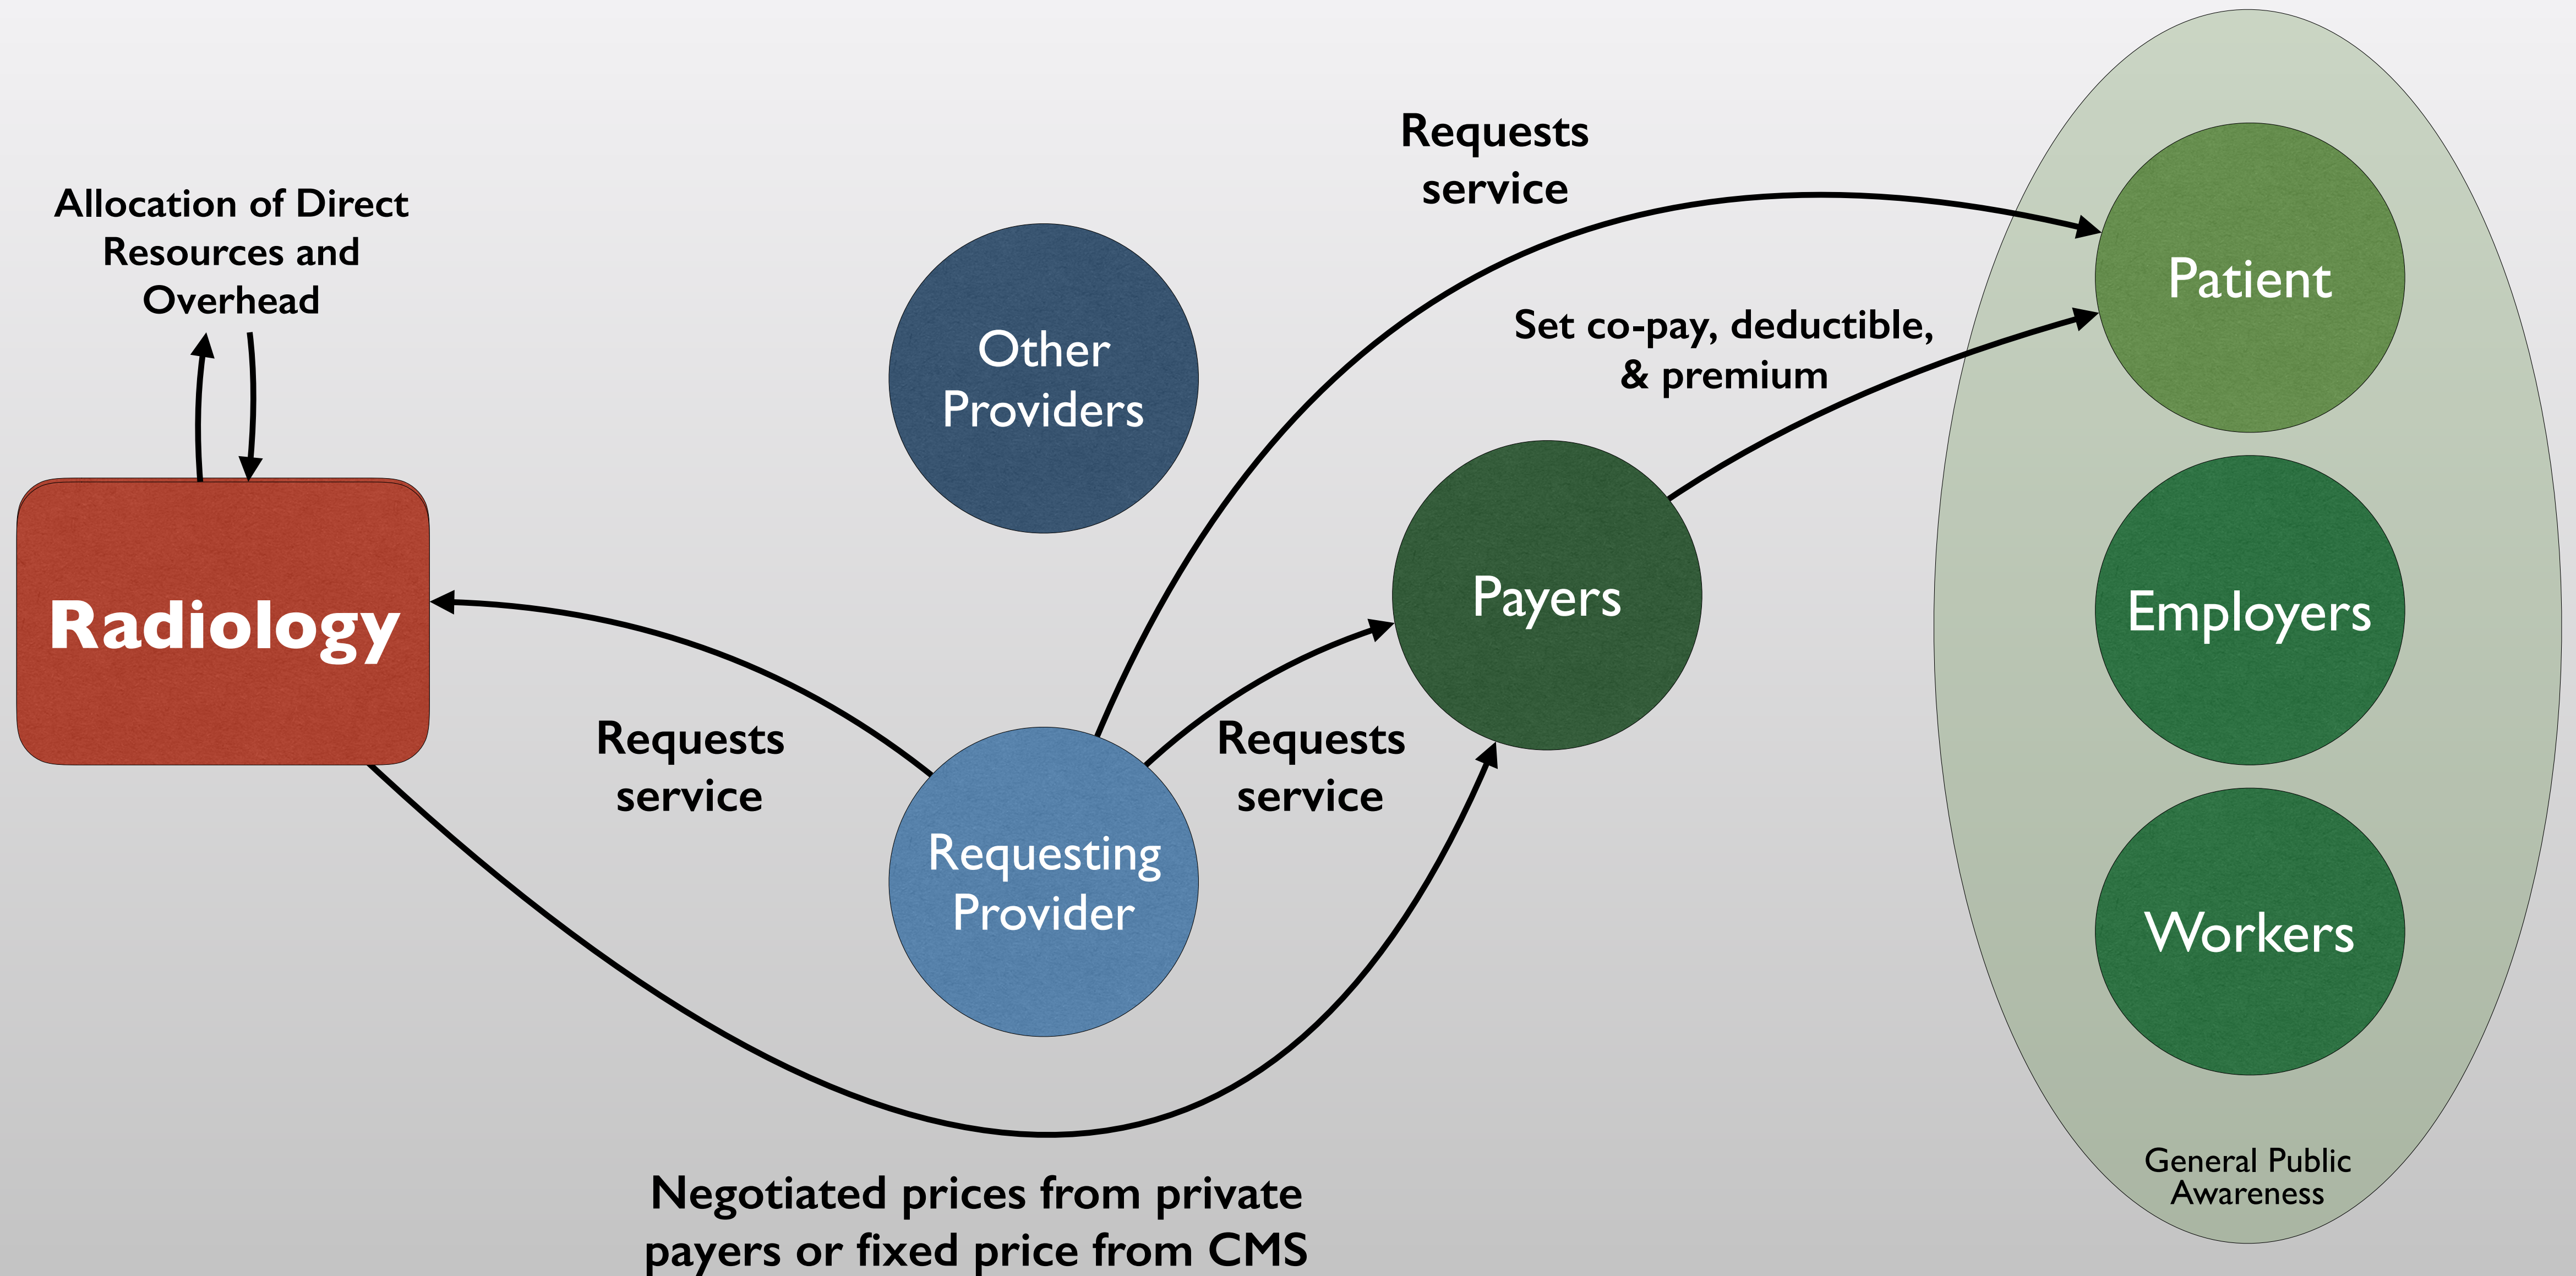 Requests
service
Allocation of Direct
Resources and
Overhead
Patient
Other
Providers
Set co-pay, deductible,
& premium
Radiology
Payers
Employers
Requests
service
Requests
service
Requesting
Provider
Workers
General Public
Awareness
Negotiated prices from private
payers or fixed price from CMS